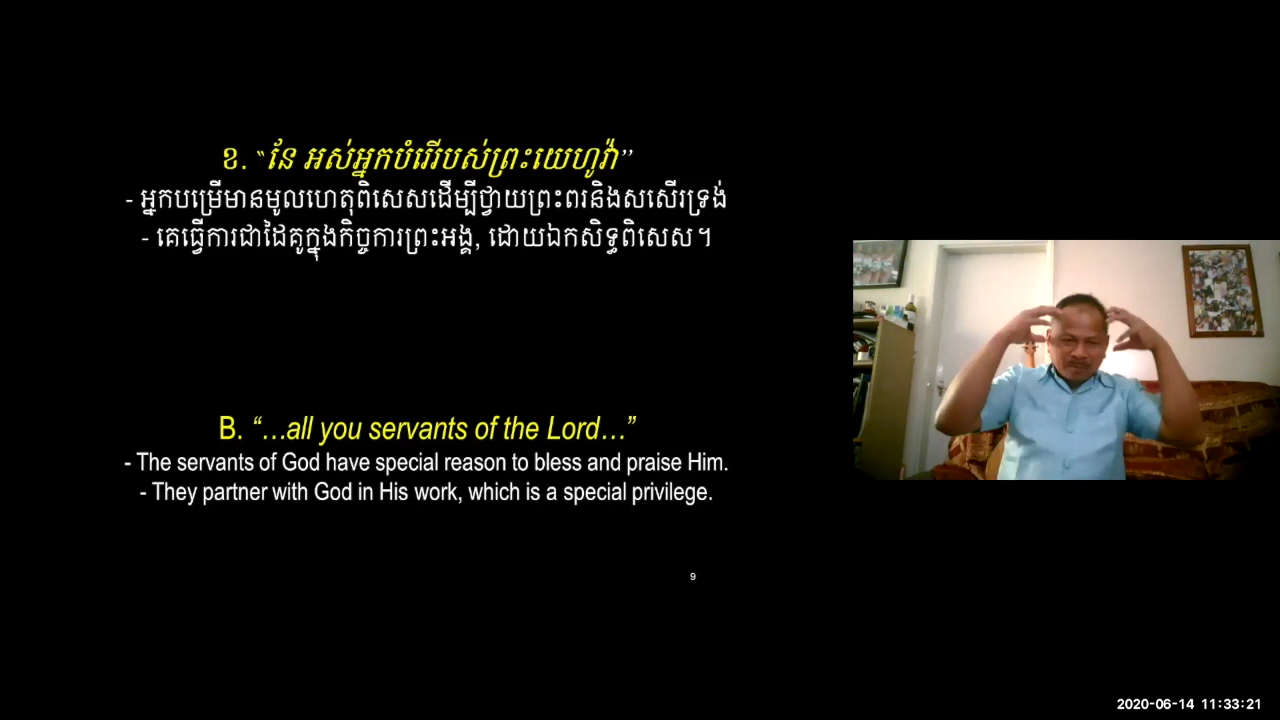 ខ. “នែ អស់អ្នកបំរើរបស់ព្រះយេហូវ៉ា”
- អ្នកបម្រើមានមូលហេតុពិសេសដើម្បីថ្វាយព្រះពរនិងសសើរទ្រង់
- គេធ្វើការជាដៃគូក្នុងកិច្ចការព្រះអង្គ, ដោយឯកសិទ្ធពិសេស។
B. “…all you servants of the Lord…”
- The servants of God have special reason to bless and praise Him.
- They partner with God in His work, which is a special privilege.
9
2020-06-14 11:33:21